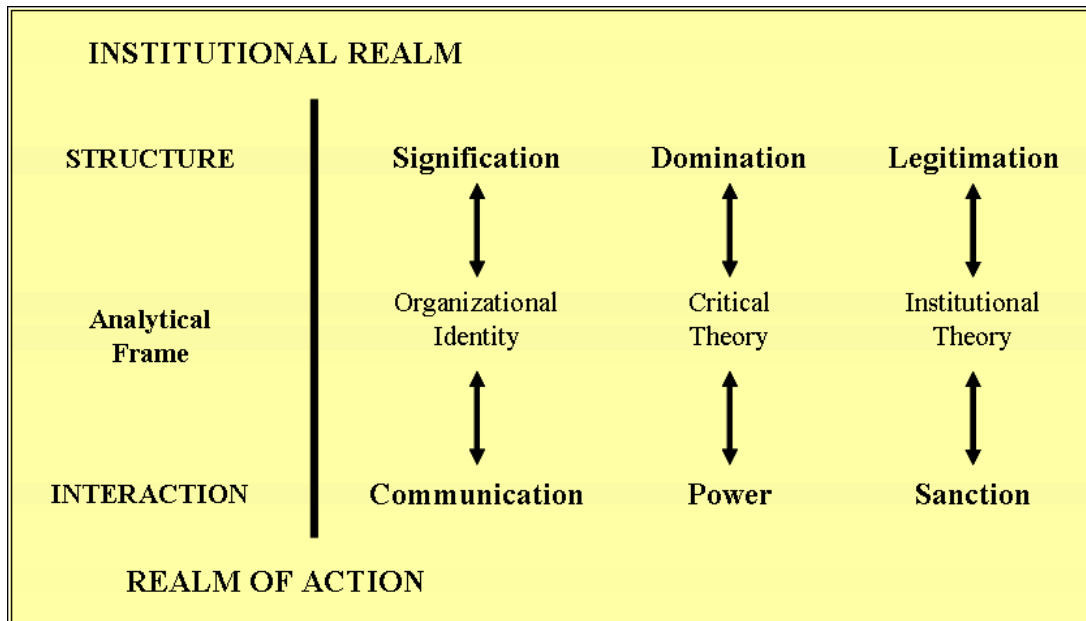 INSTITUTIONAL REALM
STRUCTURE
Signification
Domination
Legitimation
Analytical
Frame
Organizational
Identity
Critical
Theory
Institutional
Theory
INTERACTION
Communication
Power
Sanction
REALM OF ACTION